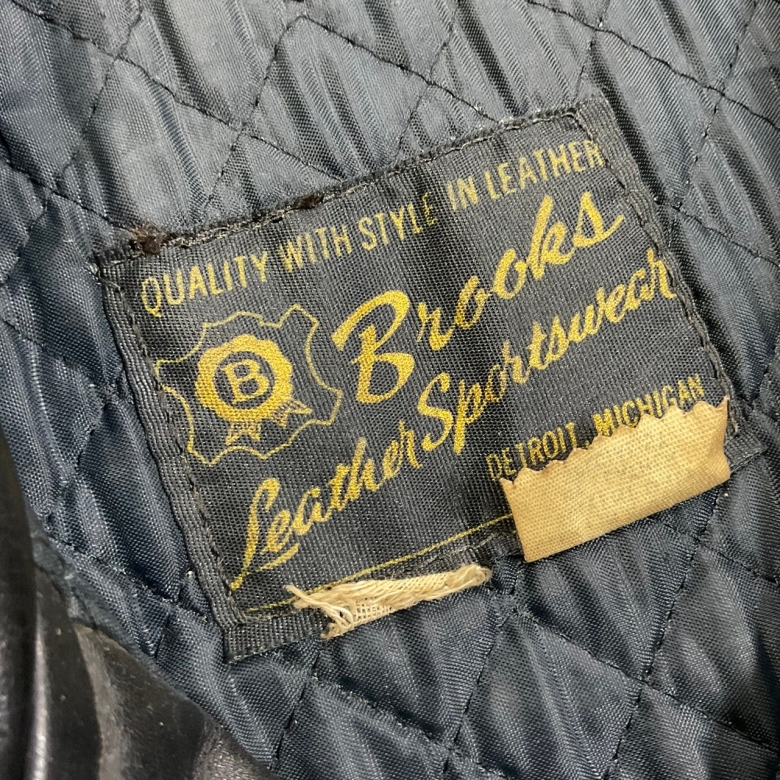 QUALITY WITH STYLE IN LEATHER
B
Brooks
Leather Sportswear
DETROIT, MICHIGAN